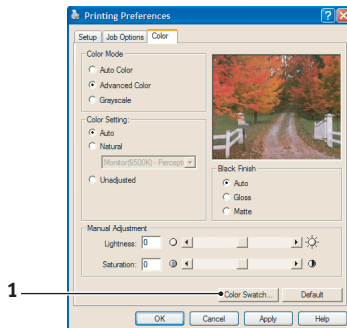 Printing Preferences
Setup Job Options Color
Color Mode
Auto Color
Advanced Color
Grayscale
Color Setting:
Auto
Natural
Monitor(6500K) - Percepti
Unadjusted
Black Finish
Auto
Gloss
Matte
Manual Adjustment
Lightness: 0
Saturation: 0
1
Color Swatch... Default
OK Cancel Apply Help